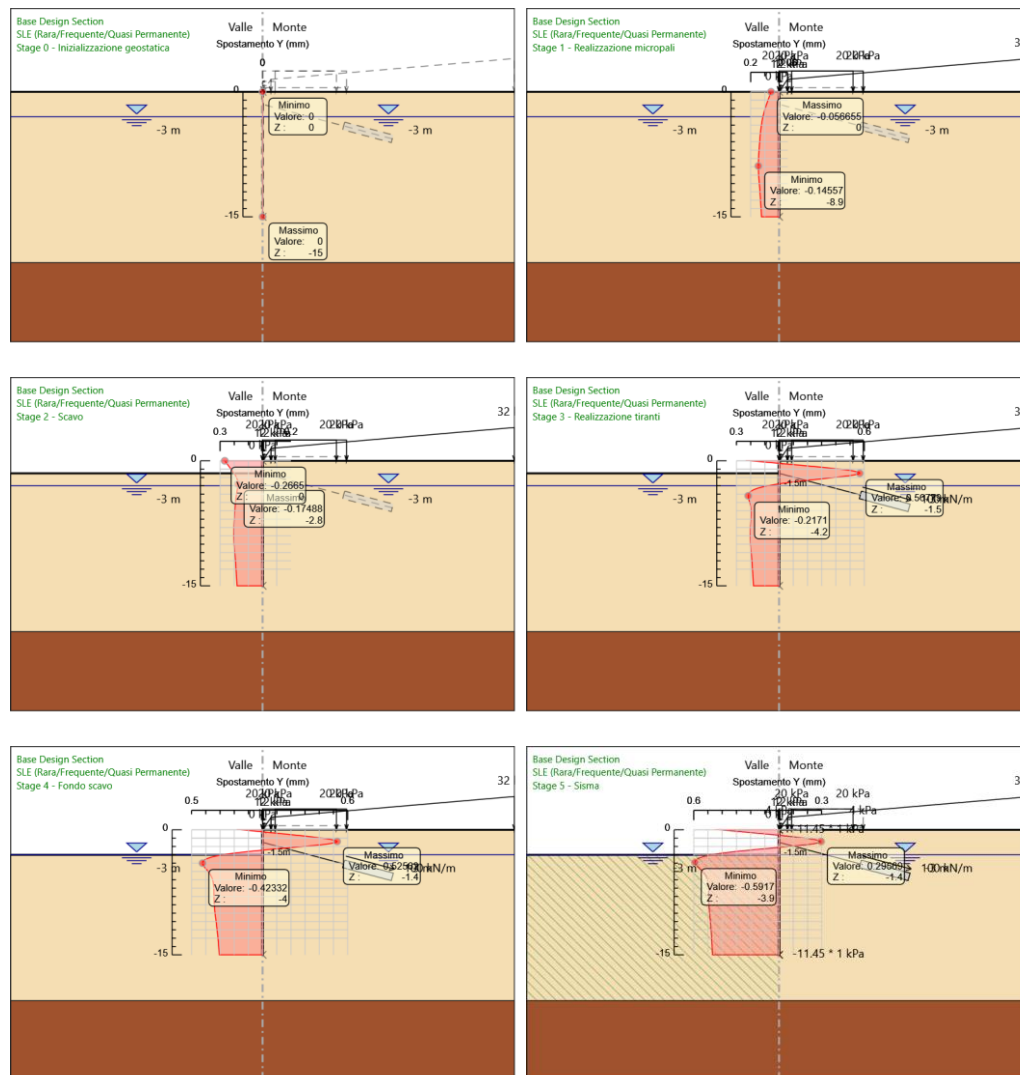 Base Design Section
SLE (Rara/Frequente/Quasi Permanente)
Stage 0 - Inizializzazione geostatica
Valle Monte
Spostamento Y (mm)
0
0
-3 m
-3 m
Minimo
Valore: 0
Z : 0
-15
Massimo
Valore: 0
Z : -15
Base Design Section
SLE (Rara/Frequente/Quasi Permanente)
Stage 1 - Realizzazione micropali
Valle Monte
Spostamento Y (mm)
0.2
0
-3 m
-3 m
Massimo
Valore: -0.056655
Z : 0
Minimo
Valore: -0.14557
Z : -8.9
-15
Base Design Section
SLE (Rara/Frequente/Quasi Permanente)
Stage 2 - Scavo
Valle Monte
Spostamento Y (mm)
32
0.3
0
-3 m
-3 m
Minimo
Valore: -0.2665
Z : 0
Massimo
Valore: -0.17488
Z : -2.8
-15
Base Design Section
SLE (Rara/Frequente/Quasi Permanente)
Stage 3 - Realizzazione tiranti
Valle Monte
Spostamento Y (mm)
0.3
0.6
0
-1.5m
-3 m
Massimo
Z : -1.5
Minimo
Valore: -0.2171
Z : -4.2
-15
Base Design Section
SLE (Rara/Frequente/Quasi Permanente)
Stage 4 - Fondo scavo
Valle Monte
Spostamento Y (mm)
32
0.5
0.6
0
-1.5m
-3 m
Massimo
Z : -1.4
Minimo
Valore: -0.42332
Z : -4
-15
Base Design Section
SLE (Rara/Frequente/Quasi Permanente)
Stage 5 - Sisma
Valle Monte
Spostamento Y (mm)
20 kPa
20 kPa
0.6
0.3
0
-11.45 * 1 kPa
-1.5m
Massimo
Z : -1.4
Minimo
Valore: -0.5917
Z : -3.9
-15
-11.45 * 1 kPa